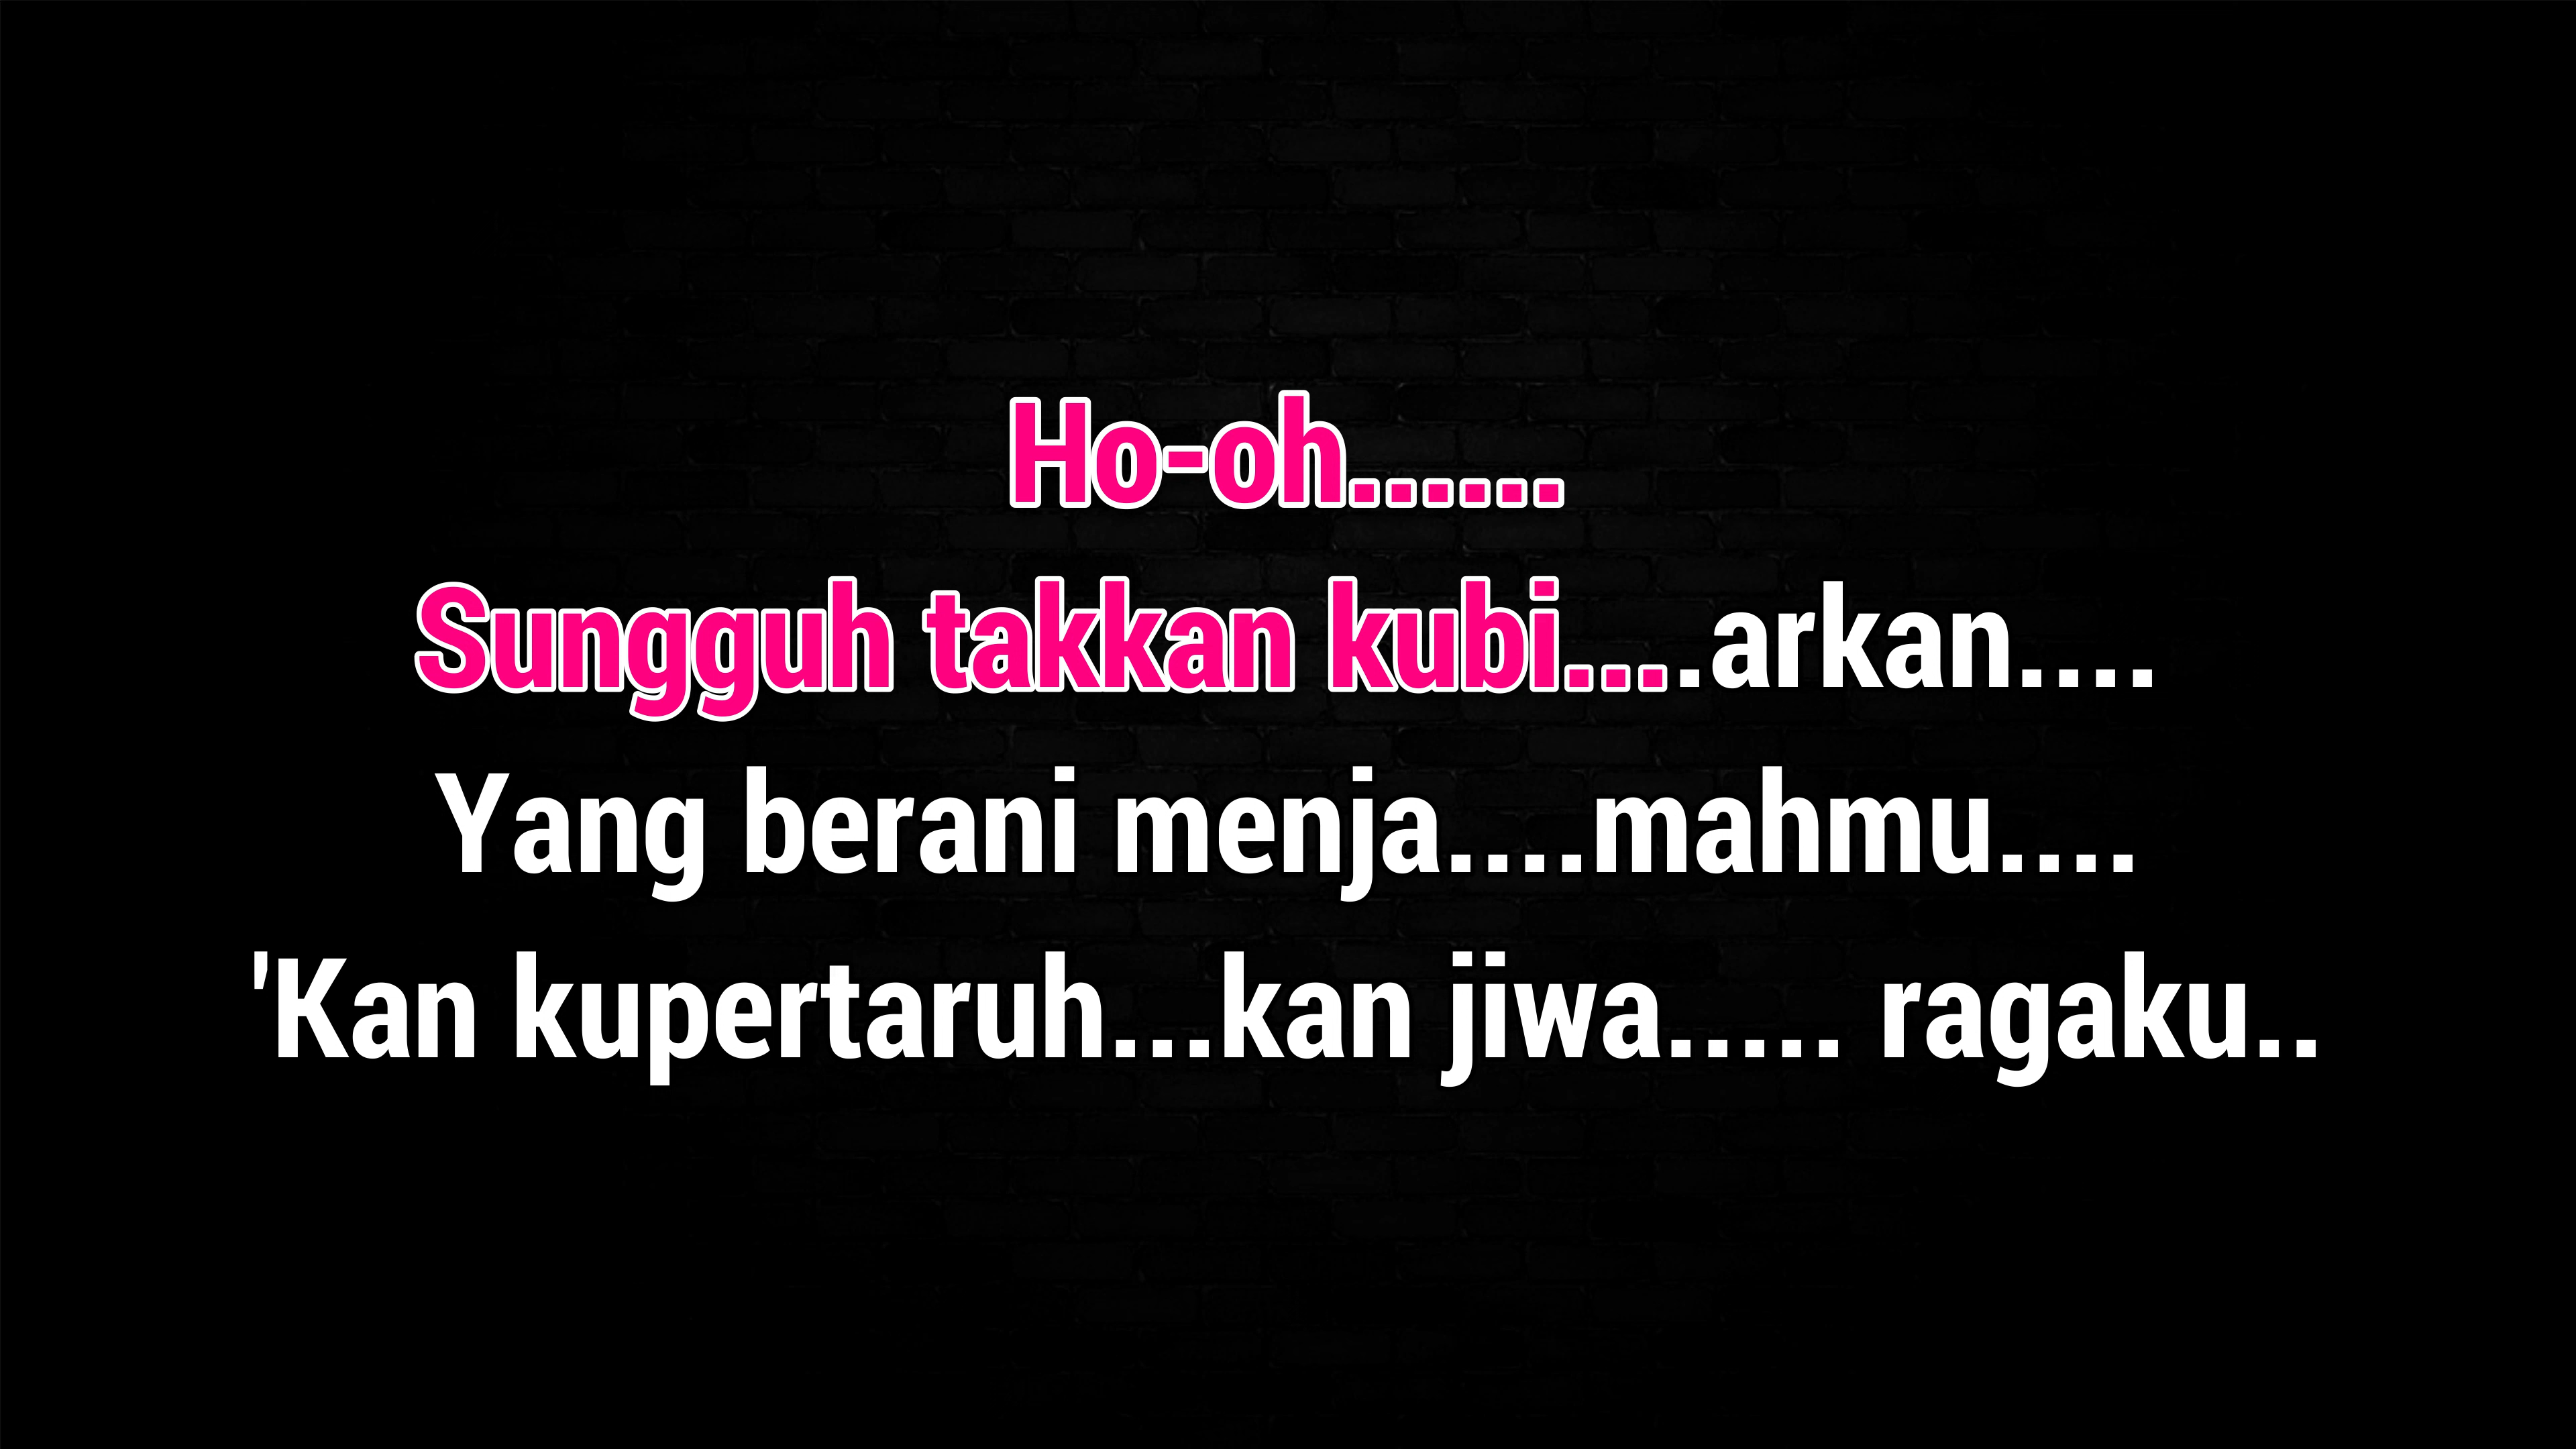 Ho-oh......
Sungguh takkan kubi.....arkan....
Yang berani menja....mahmu....
'Kan kupertaruh...kan jiwa..... ragaku..